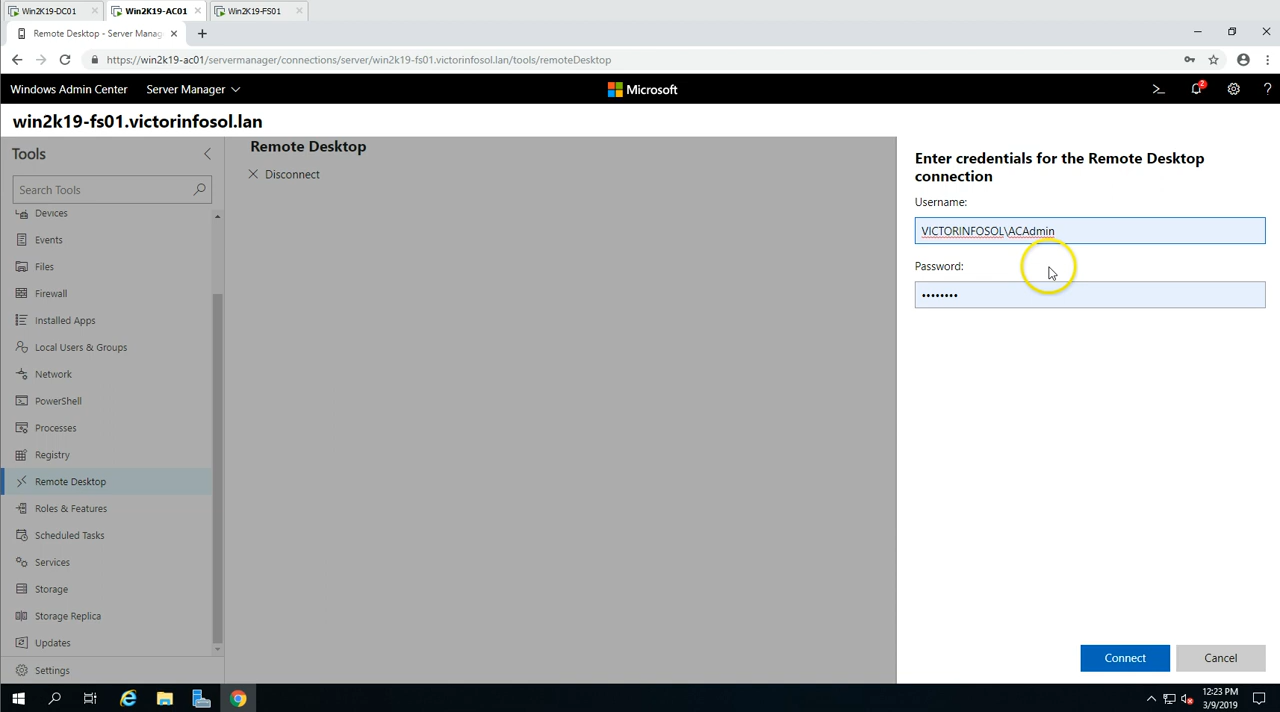 Win2K19-DC01
Win2K19-AC01
Win2K19-FS01
Remote Desktop - Server Manag
https://win2k19-ac01/servermanager/connections/server/win2k19-fs01.victorinfosol.lan/tools/remoteDesktop
Windows Admin Center
Server Manager
Microsoft
2
?
win2k19-fs01.victorinfosol.lan
Tools
Search Tools
Devices
Events
Files
Firewall
Installed Apps
Local Users & Groups
Network
PowerShell
Processes
Registry
Remote Desktop
Roles & Features
Scheduled Tasks
Services
Storage
Storage Replica
Updates
Settings
Remote Desktop
Disconnect
Enter credentials for the Remote Desktop
connection
Username:
VICTORINFOSOL\ACAdmin
Password:
••••••••
Connect
Cancel
12:23 PM
3/9/2019